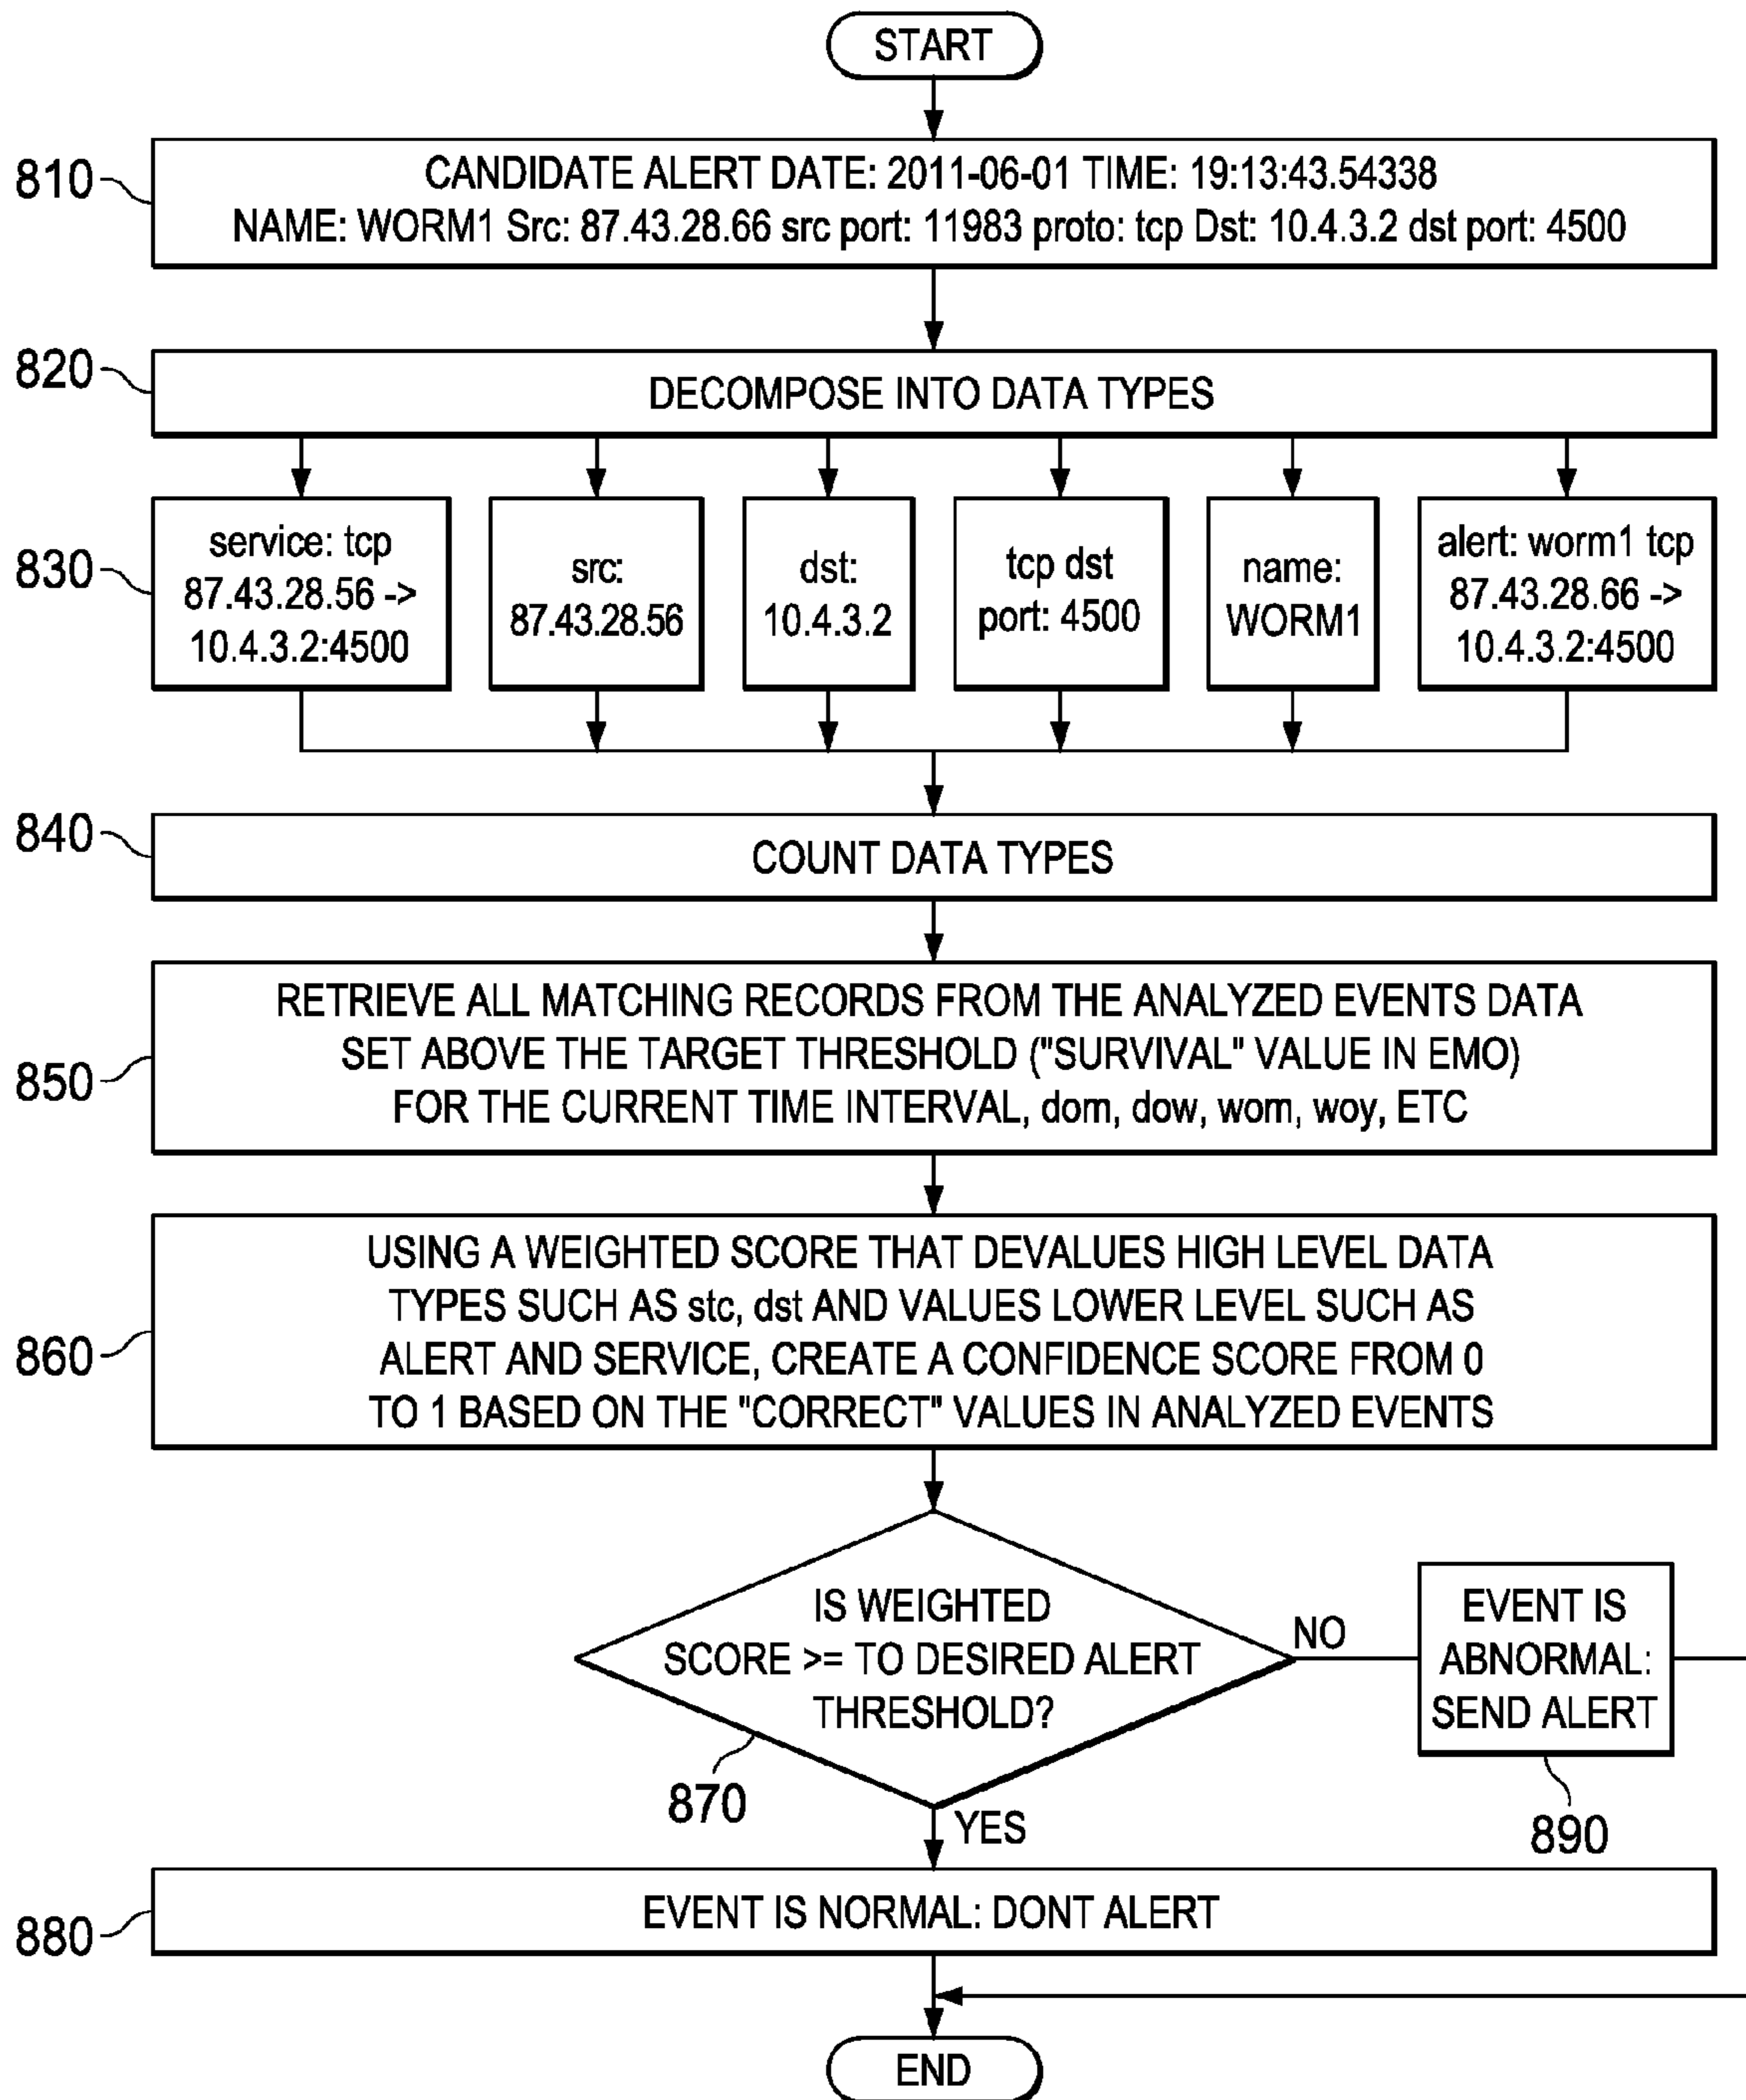 START
810
CANDIDATE ALERT DATE: 2011-06-01 TIME: 19:13:43.54338
NAME: WORM1 Src: 87.43.28.66 src port: 11983 proto: tcp Dst: 10.4.3.2 dst port: 4500
820
DECOMPOSE INTO DATA TYPES
830
service: tcp
87.43.28.56 ->
10.4.3.2:4500
src:
87.43.28.56
dst:
10.4.3.2
tcp dst
port: 4500
name:
WORM1
alert: worm1 tcp
87.43.28.66 ->
10.4.3.2:4500
840
COUNT DATA TYPES
850
RETRIEVE ALL MATCHING RECORDS FROM THE ANALYZED EVENTS DATA
SET ABOVE THE TARGET THRESHOLD ("SURVIVAL" VALUE IN EMO)
FOR THE CURRENT TIME INTERVAL, dom, dow, wom, woy, ETC
860
USING A WEIGHTED SCORE THAT DEVALUES HIGH LEVEL DATA
TYPES SUCH AS stc, dst AND VALUES LOWER LEVEL SUCH AS
ALERT AND SERVICE, CREATE A CONFIDENCE SCORE FROM 0
TO 1 BASED ON THE "CORRECT" VALUES IN ANALYZED EVENTS
IS WEIGHTED
SCORE >= TO DESIRED ALERT
THRESHOLD?
870
NO
EVENT IS
ABNORMAL:
SEND ALERT
890
YES
880
EVENT IS NORMAL: DONT ALERT
END